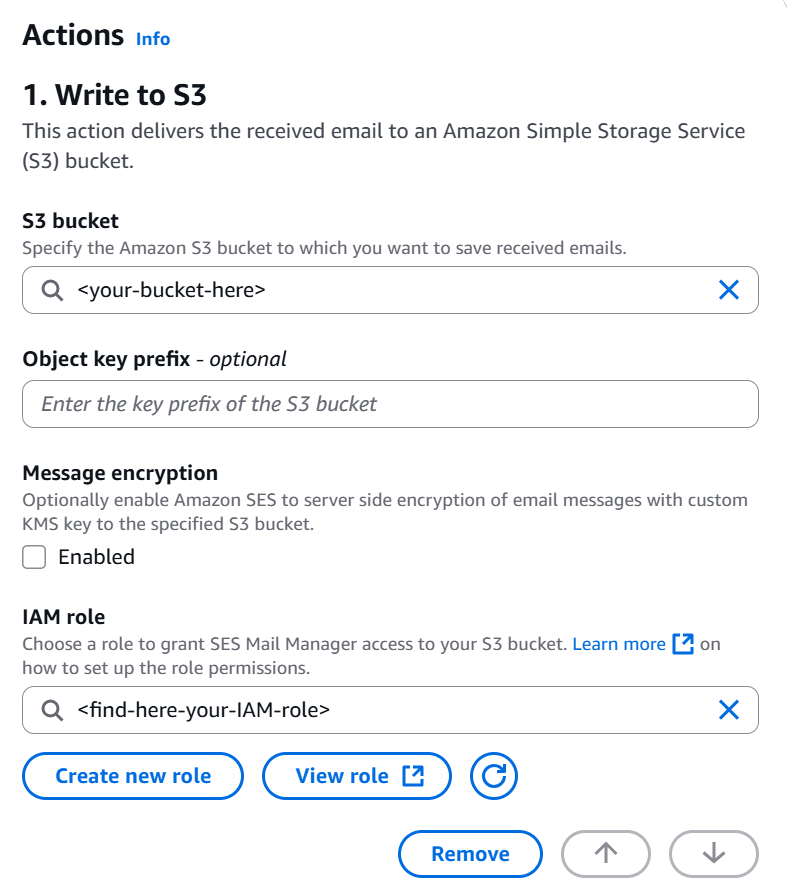 Actions Info
1. Write to S3
This action delivers the received email to an Amazon Simple Storage Service
(S3) bucket.
S3 bucket
Specify the Amazon S3 bucket to which you want to save received emails.
<your-bucket-here>
Object key prefix - optional
Enter the key prefix of the S3 bucket
Message encryption
Optionally enable Amazon SES to server side encryption of email messages with custom
KMS key to the specified S3 bucket.
Enabled
IAM role
Choose a role to grant SES Mail Manager access to your S3 bucket. Learn more on
how to set up the role permissions.
<find-here-your-IAM-role>
Create new role View role
Remove